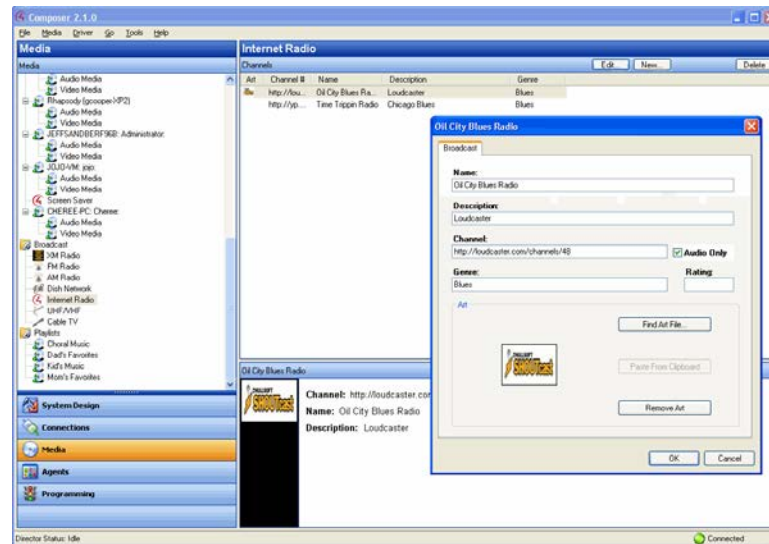 Composer 2.1.0
File Media Driver Go Tools Help
Media
Media
Audio Media
Rhapsody (gcooper-XP2)
Audio Media
Video Media
JEFFSANDBERF96B: Administrator:
Audio Media
Video Media
JOJO-VM: jojo:
Audio Media
Video Media
Screen Saver
CHEREE-PC: Cheree:
Audio Media
Video Media
Broadcast
XM Radio
FM Radio
AM Radio
Dish Network
Internet Radio
UHF/VHF
Cable TV
Playlists
Choral Music
Dad's Favorites
Kid's Music
Mom's Favorites
System Design
Connections
Media
Agents
Programming
Internet Radio
Channels Edit... New... Delete
Art Channel # Name Description Genre
http://lou... Oil City Blues Ra... Loudcaster Blues
http://yp.... Time Trippin Radio Chicago Blues Blues
Oil City Blues Radio
SHOUTcast
Channel: http://loudcaster.cor
Name: Oil City Blues Radio
Description: Loudcaster
Oil City Blues Radio
Broadcast
Name:
Oil City Blues Radio
Description:
Loudcaster
Channel:
http://loudcaster.com/channels/48
Audio Only
Genre: Rating:
Blues
Art
SHOUTcast
Find Art File...
Paste From Clipboard
Remove Art
OK Cancel
Director Status: Idle
Connected